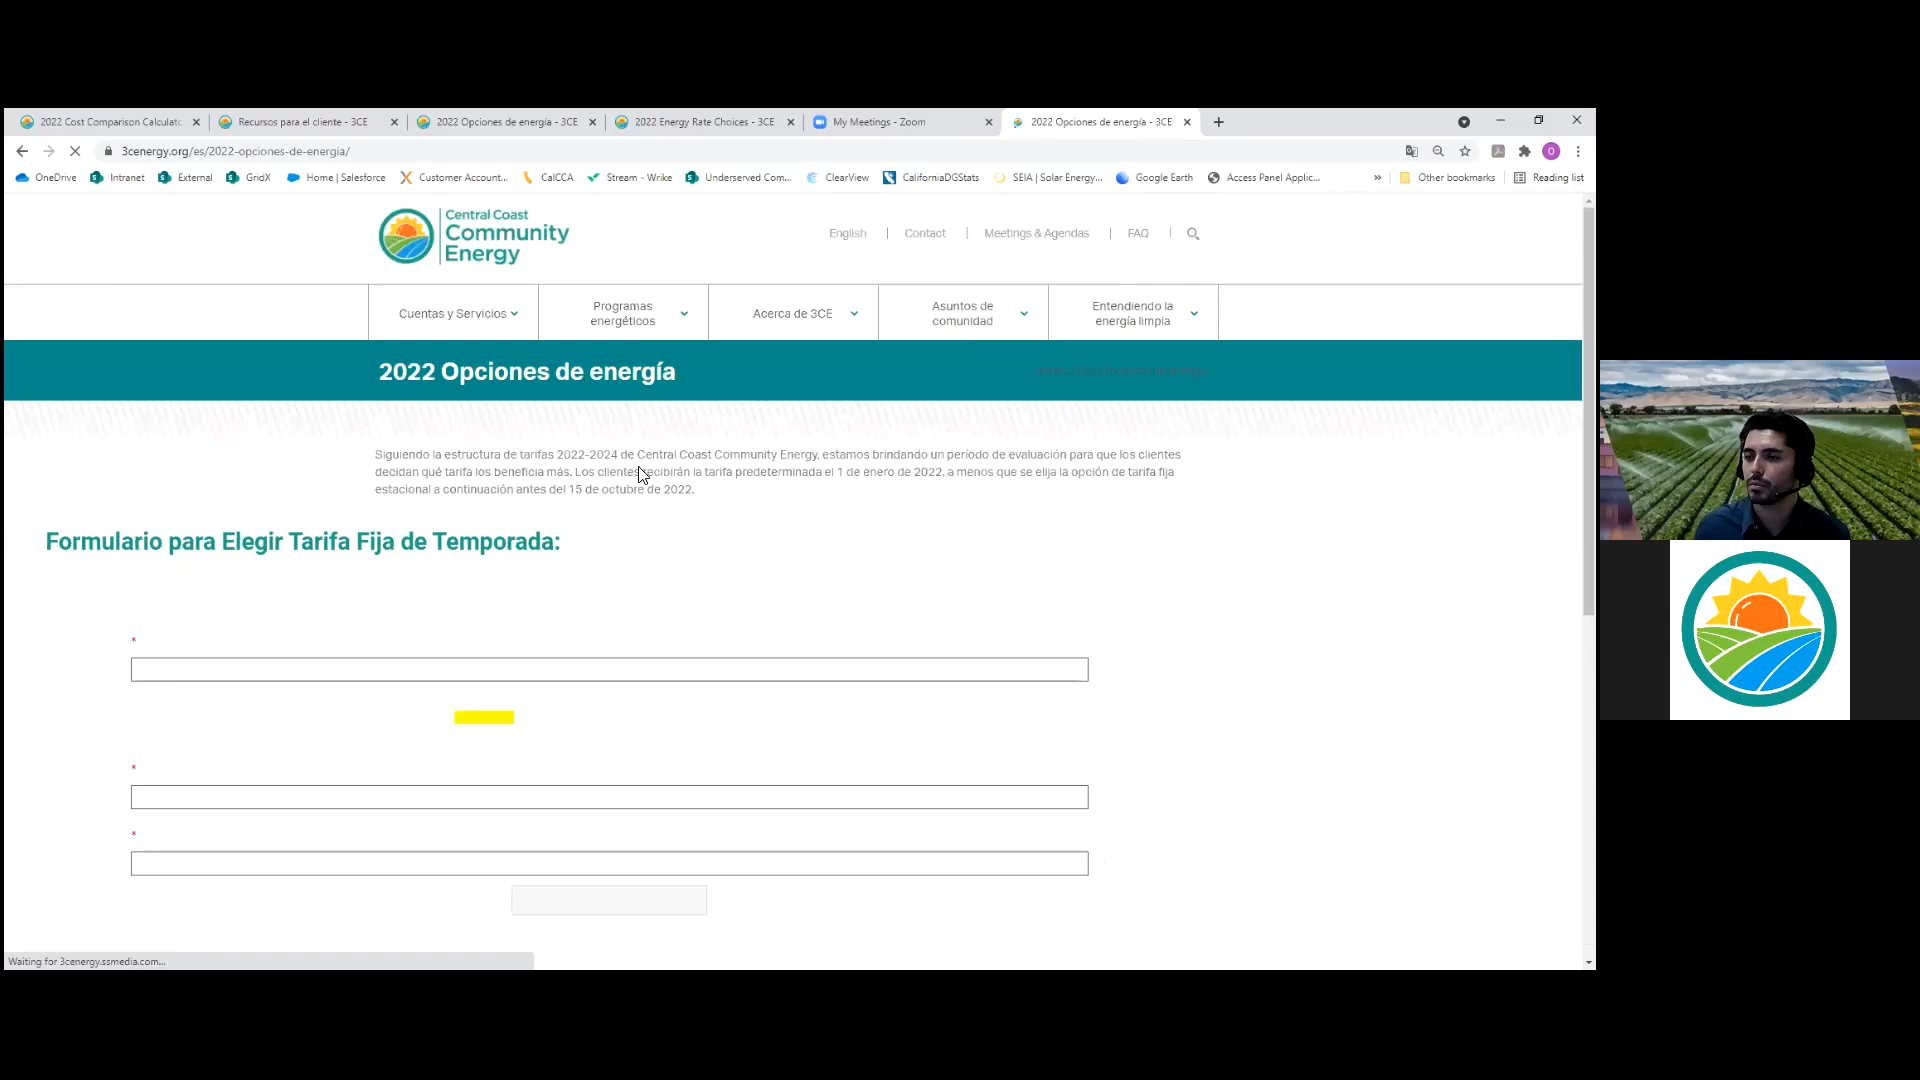 2022 Cost Comparison Calculato
Recursos para el cliente - 3CE
2022 Opciones de energía - 3CE
2022 Energy Rate Choices - 3CE
My Meetings - Zoom
2022 Opciones de energía - 3CE
3cenergy.org/es/2022-opciones-de-energia/
O
OneDrive
Intranet
External
GridX
Home | Salesforce
Customer Account...
CalCCA
Stream - Wrike
Underserved Com...
ClearView
CaliforniaDGStats
SEIA | Solar Energy...
Google Earth
Access Panel Applic...
»
Other bookmarks
Reading list
Central Coast
Community
Energy
English | Contact | Meetings & Agendas | FAQ |
Cuentas y Servicios
Programas
energéticos
Acerca de 3CE
Asuntos de
comunidad
Entendiendo la
energía limpia
2022 Opciones de energía
Siguiendo la estructura de tarifas 2022-2024 de Central Coast Community Energy, estamos brindando un período de evaluación para que los clientes
decidan qué tarifa los beneficia más. Los clientes recibirán la tarifa predeterminada el 1 de enero de 2022, a menos que se elija la opción de tarifa fija
estacional a continuación antes del 15 de octubre de 2022.
Formulario para Elegir Tarifa Fija de Temporada:
*
*
*
Waiting for 3cenergy.ssmedia.com...